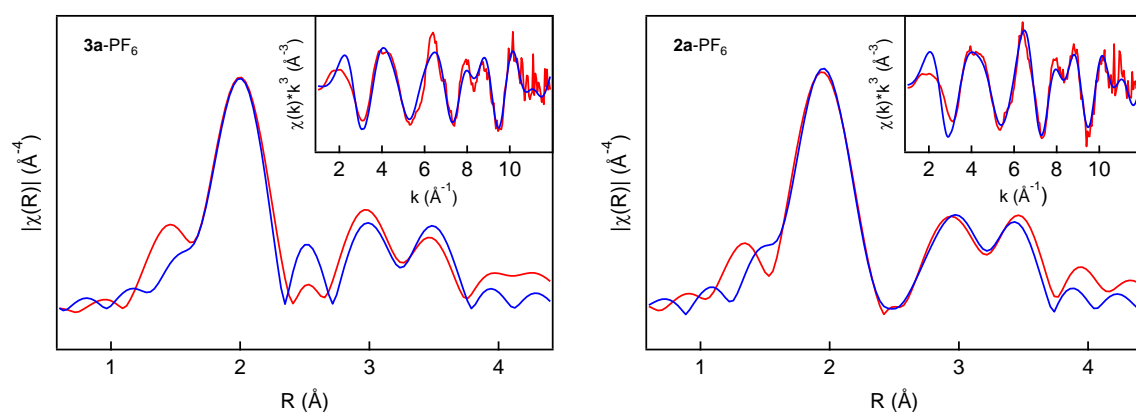 3a-PF6
χ(k)*k3 (Å-3)
2 4 6 8 10
k (Å-1)
|χ(R)| (Å-4)
1 2 3 4
R (Å)
2a-PF6
χ(k)*k3 (Å-3)
2 4 6 8 10
k (Å-1)
|χ(R)| (Å-4)
1 2 3 4
R (Å)